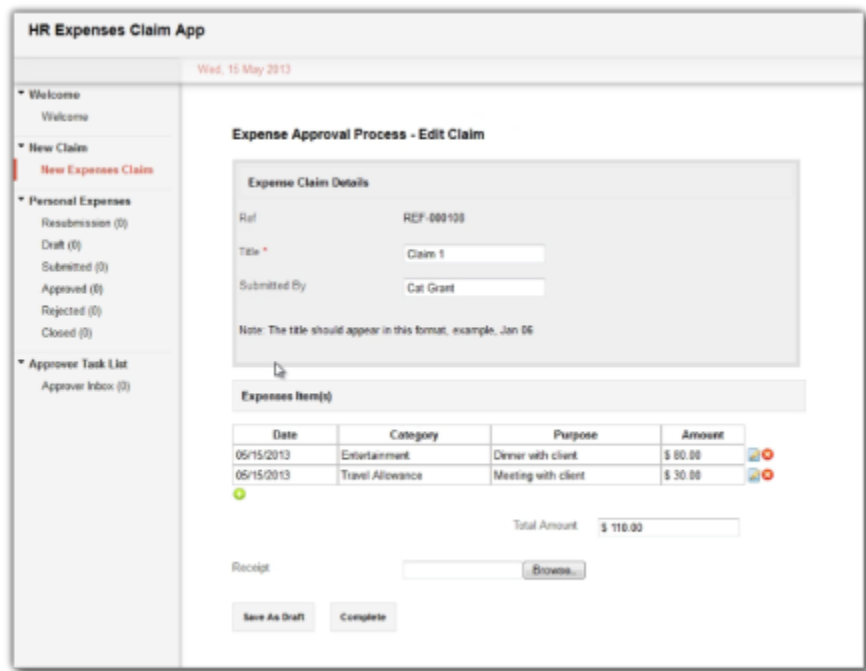 HR Expenses Claim App
Wed, 15 May 2013
Welcome
Welcome
New Claim
New Expenses Claim
Personal Expenses
Resubmission (0)
Draft (0)
Submitted (0)
Approved (0)
Rejected (0)
Closed (0)
Approver Task List
Approver Inbox (0)
Expense Approval Process - Edit Claim
Expense Claim Details
Ref REF-000108
Title * Claim 1
Submitted By Cat Grant
Note: The title should appear in this format, example, Jan 06
Expenses Item(s)
Date Category Purpose Amount
05/15/2013 Entertainment Dinner with client $ 80.00
05/15/2013 Travel Allowance Meeting with client $ 30.00
Total Amount $ 110.00
Receipt Browse..
Save As Draft Complete